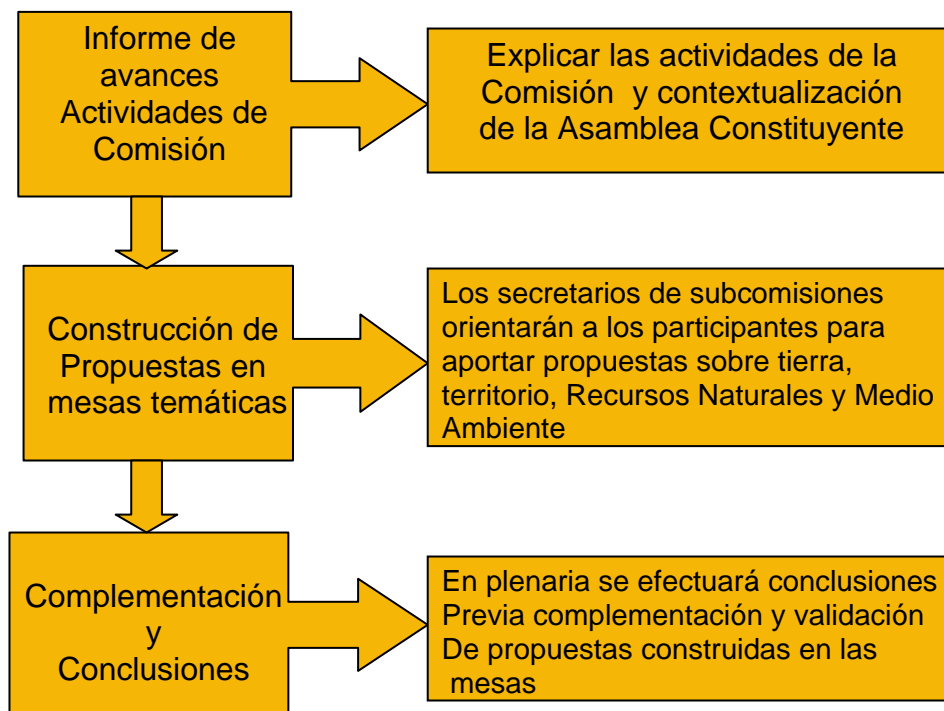 Informe de
avances
Actividades de
Comisión
Explicar las actividades de la
Comisión y contextualización
de la Asamblea Constituyente
Construcción de
Propuestas en
mesas temáticas
Los secretarios de subcomisiones
orientarán a los participantes para
aportar propuestas sobre tierra,
territorio, Recursos Naturales y Medio
Ambiente
Complementación
y
Conclusiones
En plenaria se efectuará conclusiones
Previa complementación y validación
De propuestas construidas en las
mesas